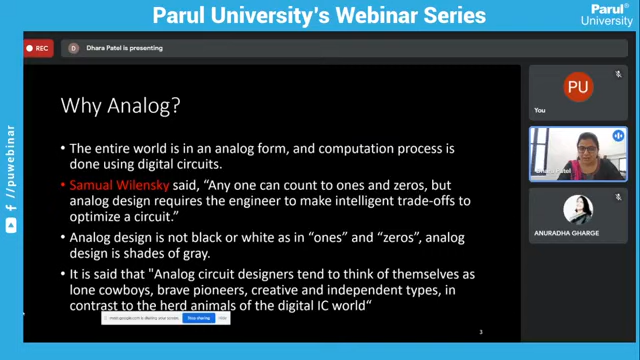 Parul University's Webinar Series
Parul®
University
REC
D
Dhara Patel is presenting
Why Analog?
• The entire world is in an analog form, and computation process is
done using digital circuits.
• Samual Wilensky said, "Any one can count to ones and zeros, but
analog design requires the engineer to make intelligent trade-offs to
optimize a circuit."
• Analog design is not black or white as in "ones" and "zeros", analog
design is shades of gray.
• It is said that "Analog circuit designers tend to think of themselves as
lone cowboys, brave pioneers, creative and independent types, in
contrast to the herd animals of the digital IC world"
Stop sharing
Hide
3
PU
You
Patel
ANURADHA GHARGE
/puwebinar